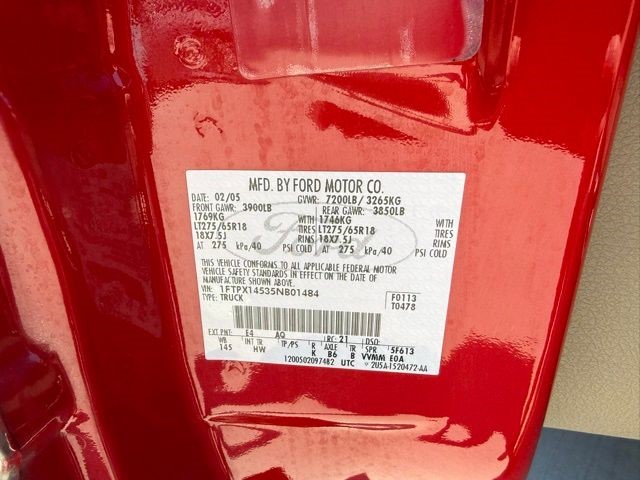 MFD. BY FORD MOTOR CO.
DATE: 02/05 GVWR: 7200LB/ 3265KG
FRONT GAWR: 3900LB REAR GAWR: 3850LB
1769KG WITH 1746KG WITH
LT275/65R18 TIRES LT275/65R18 TIRES
18X7.5J RIMS 18X7.5J RIMS
AT 275 kPa/40 PSI COLD AT 275 kPa/40 PSI COLD
THIS VEHICLE CONFORMS TO ALL APPLICABLE FEDERAL MOTOR
VEHICLE SAFETY STANDARDS IN EFFECT ON THE DATE OF
MANUFACTURE SHOWN ABOVE.
VIN: 1FTPX14535NB01484 F0113
TYPE: TRUCK T0478
EXT PNT: E4 AQ RC: 21 DSO:
WB INT TR TP/PS R AXLE TR SPR 5F613
145 HW K B6 B VVMM E0A
12005020974B2 UTC 2U5A-1520472-AA
Ford